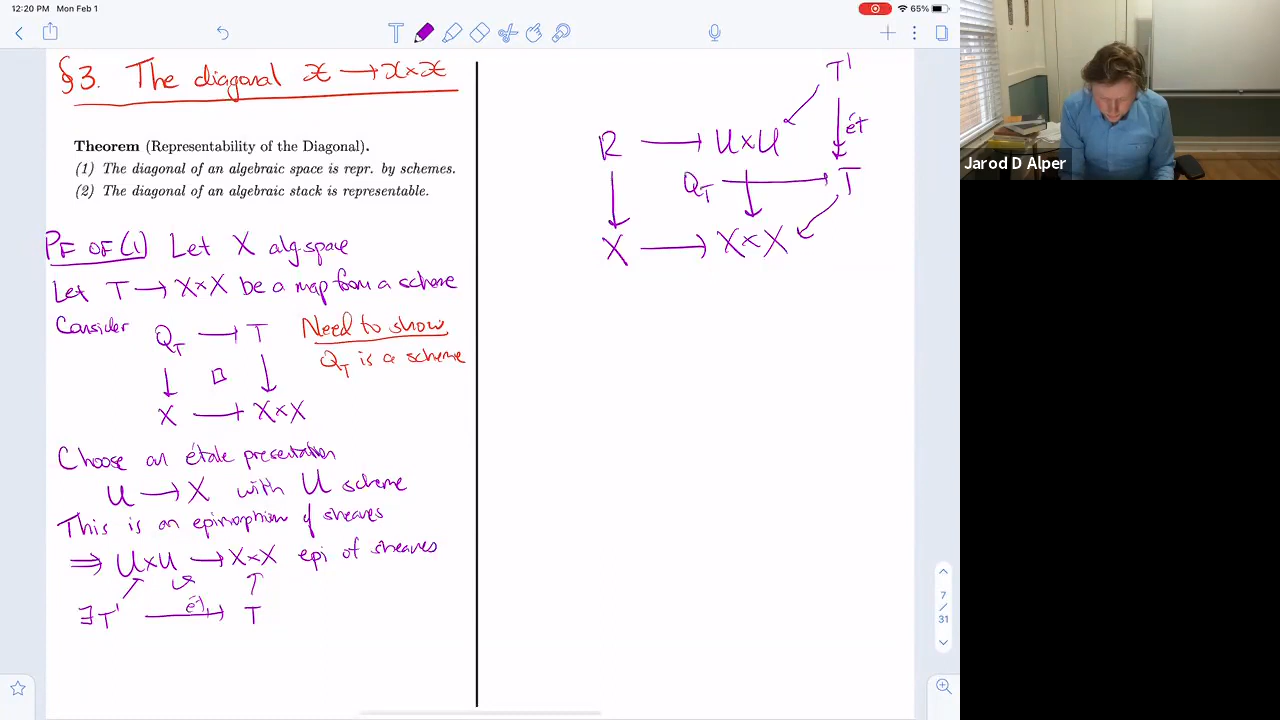 12:20 PM Mon Feb 1
65%
§3. The diagonal 𝒳 → 𝒳×𝒳
Theorem (Representability of the Diagonal).
(1) The diagonal of an algebraic space is repr. by schemes.
(2) The diagonal of an algebraic stack is representable.
PF OF (1) Let X alg. space
Let T → X×X be a map from a scheme
Consider Q_T → T
↓ □ ↓
X → X×X
Need to show
Q_T is a scheme
Choose an étale presentation
U → X with U scheme
This is an epimorphism of sheaves
⇒ U×U → X×X epi of sheaves
∃T' ét → T
T'
R → U×U ét
Q_T → T
X → X×X
Jarod D Alper
7
/
31